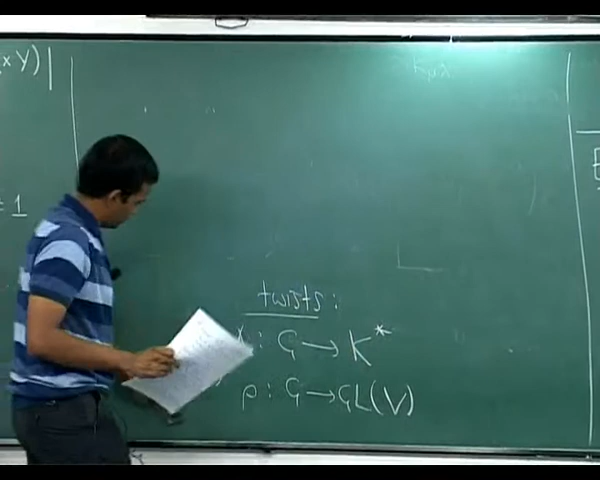 x Y)|
= 1
twists:
χ : G → K*
ρ : G → GL(V)